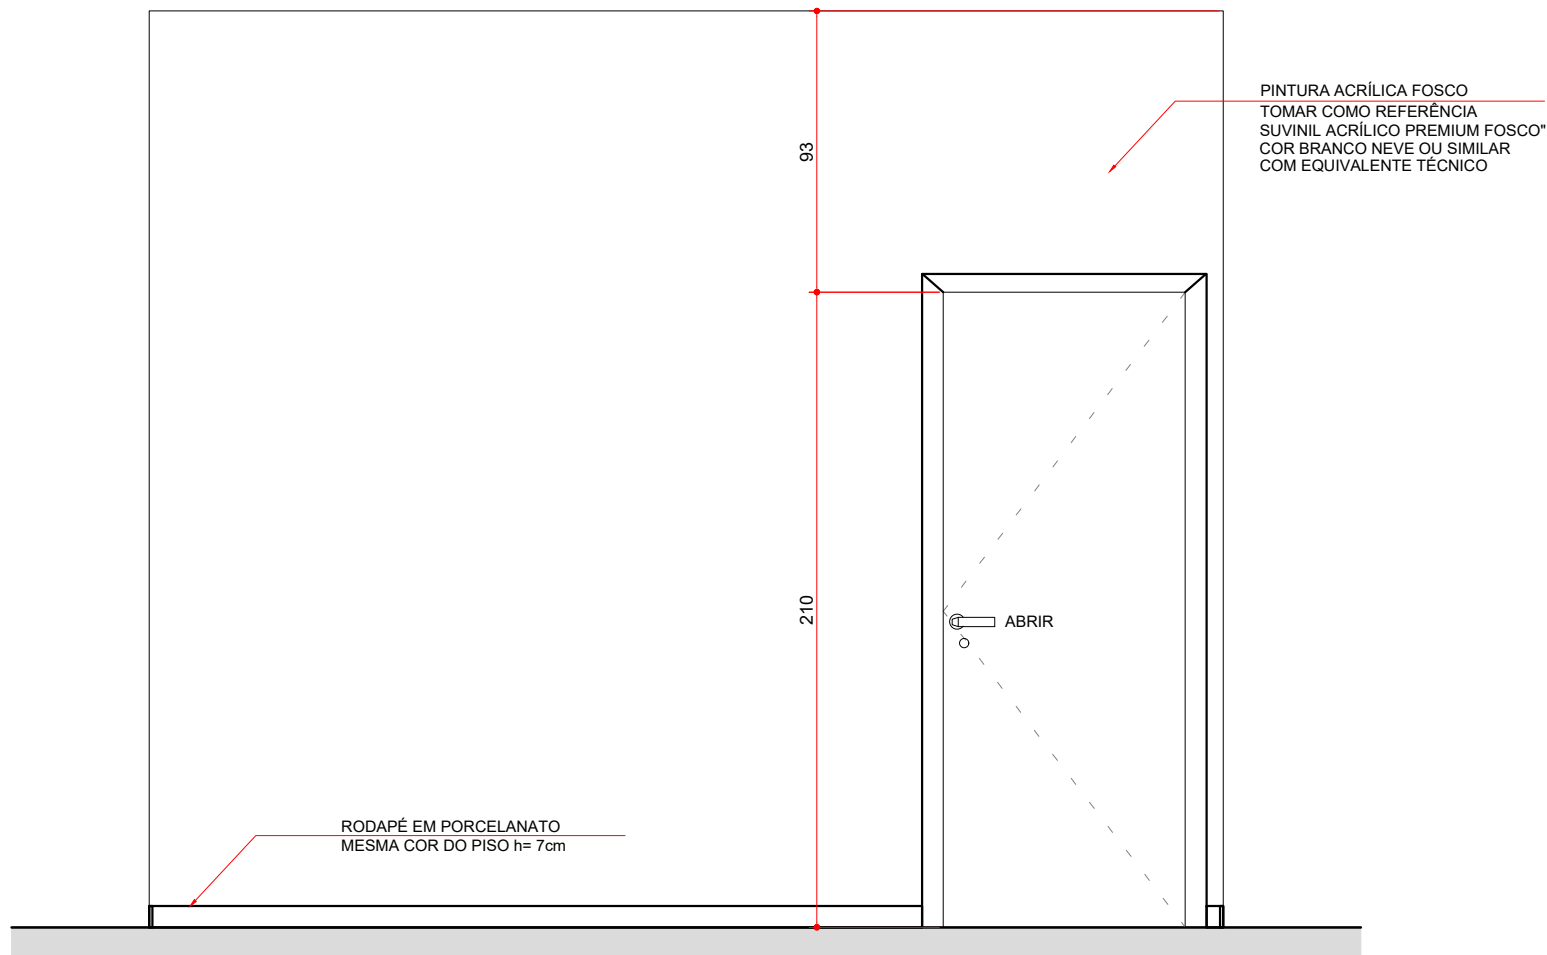 PINTURA ACRÍLICA FOSCO
TOMAR COMO REFERÊNCIA
SUVINIL ACRÍLICO PREMIUM FOSCO"
COR BRANCO NEVE OU SIMILAR
COM EQUIVALENTE TÉCNICO
93
210
ABRIR
RODAPÉ EM PORCELANATO
MESMA COR DO PISO h= 7cm